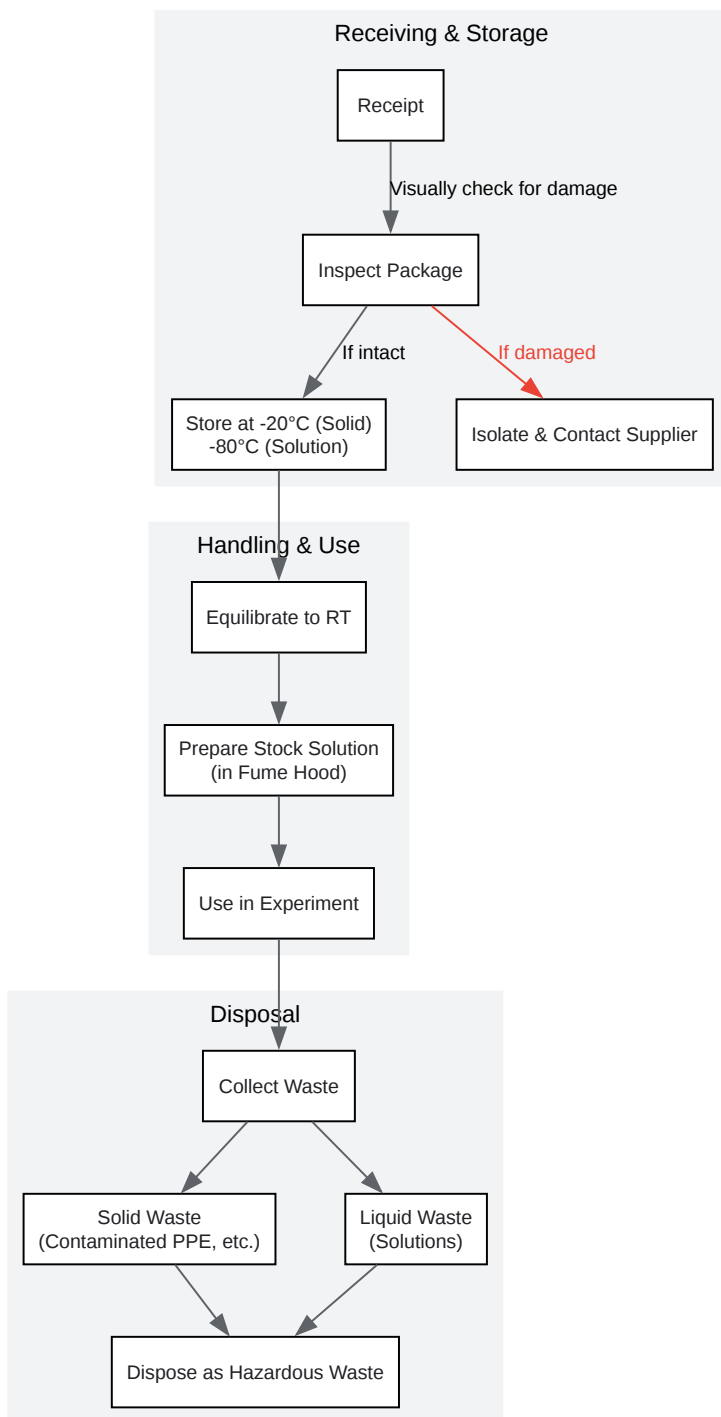 Receiving & Storage
Receipt
Visually check for damage
Inspect Package
If intact
If damaged
Store at -20°C (Solid)
-80°C (Solution)
Isolate & Contact Supplier
Handling & Use
Equilibrate to RT
Prepare Stock Solution
(in Fume Hood)
Use in Experiment
Disposal
Collect Waste
Solid Waste
(Contaminated PPE, etc.)
Liquid Waste
(Solutions)
Dispose as Hazardous Waste